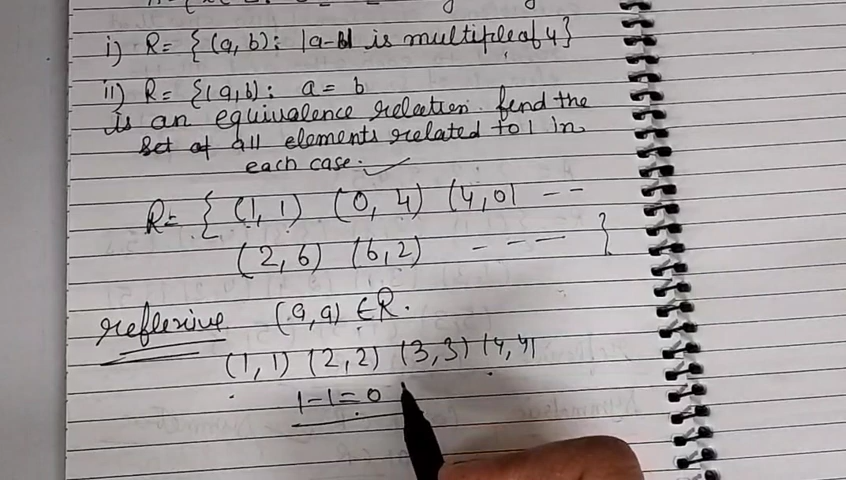 i) R = { (a, b) : |a-b| is multiple of 4 }
ii) R = {(a, b) : a = b
is an equivalence relation. find the
set of all elements related to 1 in
each case.
R = { (1, 1) (0, 4) (4, 0) --
(2, 6) (6, 2) --- }
reflexive (a, a) ∈ R.
(1, 1) (2, 2) (3, 3) (4, 4)
1-1=0